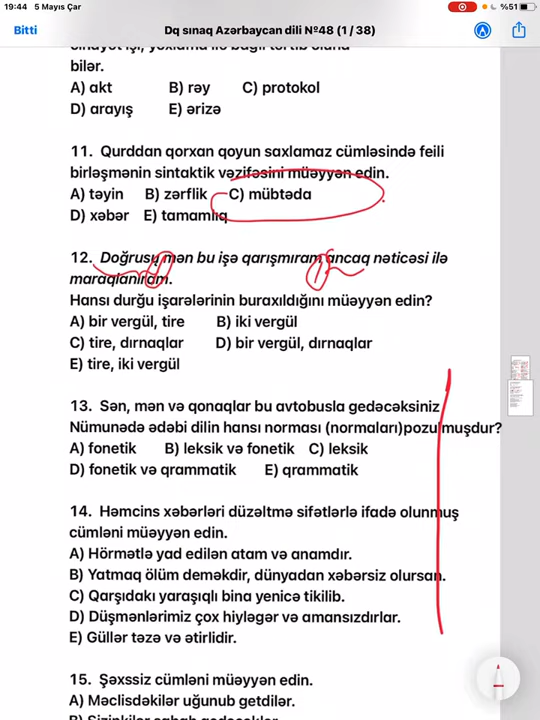 19:44 5 Mayıs Çar
%51
Bitti
Dq sınaq Azərbaycan dili №48 (1 / 38)
bilər.
A) akt B) rəy C) protokol
D) arayış E) ərizə
11. Qurddan qorxan qoyun saxlamaz cümləsində feili
birləşmənin sintaktik vəzifəsini müəyyən edin.
A) təyin B) zərflik C) mübtəda
D) xəbər E) tamamlıq
12. Doğrusu mən bu işə qarışmıram ancaq nəticəsi ilə
maraqlanıram.
Hansı durğu işarələrinin buraxıldığını müəyyən edin?
A) bir vergül, tire B) iki vergül
C) tire, dırnaqlar D) bir vergül, dırnaqlar
E) tire, iki vergül
13. Sən, mən və qonaqlar bu avtobusla gedəcəksiniz
Nümunədə ədəbi dilin hansı norması (normaları)pozulmuşdur?
A) fonetik B) leksik və fonetik C) leksik
D) fonetik və qrammatik E) qrammatik
14. Həmcins xəbərləri düzəltmə sifətlərlə ifadə olunmuş
cümləni müəyyən edin.
A) Hörmətlə yad edilən atam və anamdır.
B) Yatmaq ölüm deməkdir, dünyadan xəbərsiz olursan.
C) Qarşıdakı yaraşıqlı bina yenicə tikilib.
D) Düşmənlərimiz çox hiyləgər və amansızdırlar.
E) Güllər təzə və ətirlidir.
15. Şəxssiz cümləni müəyyən edin.
A) Məclisdəkilər uğunub getdilər.